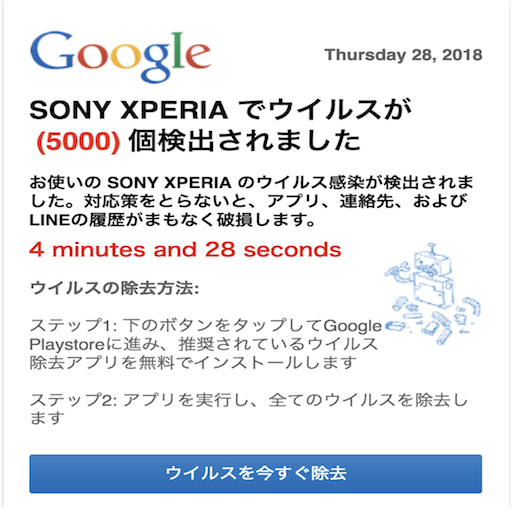 Google
Thursday 28, 2018
SONY XPERIA でウイルスが
(5000) 個検出されました
お使いの SONY XPERIA のウイルス感染が検出されま
した。対応策をとらないと、アプリ、連絡先、および
LINEの履歴がまもなく破損します。
4 minutes and 28 seconds
ウイルスの除去方法:
ステップ1: 下のボタンをタップしてGoogle
Playstoreに進み、推奨されているウイルス
除去アプリを無料でインストールします
ステップ2: アプリを実行し、全てのウイルスを除去し
ます
ウイルスを今すぐ除去